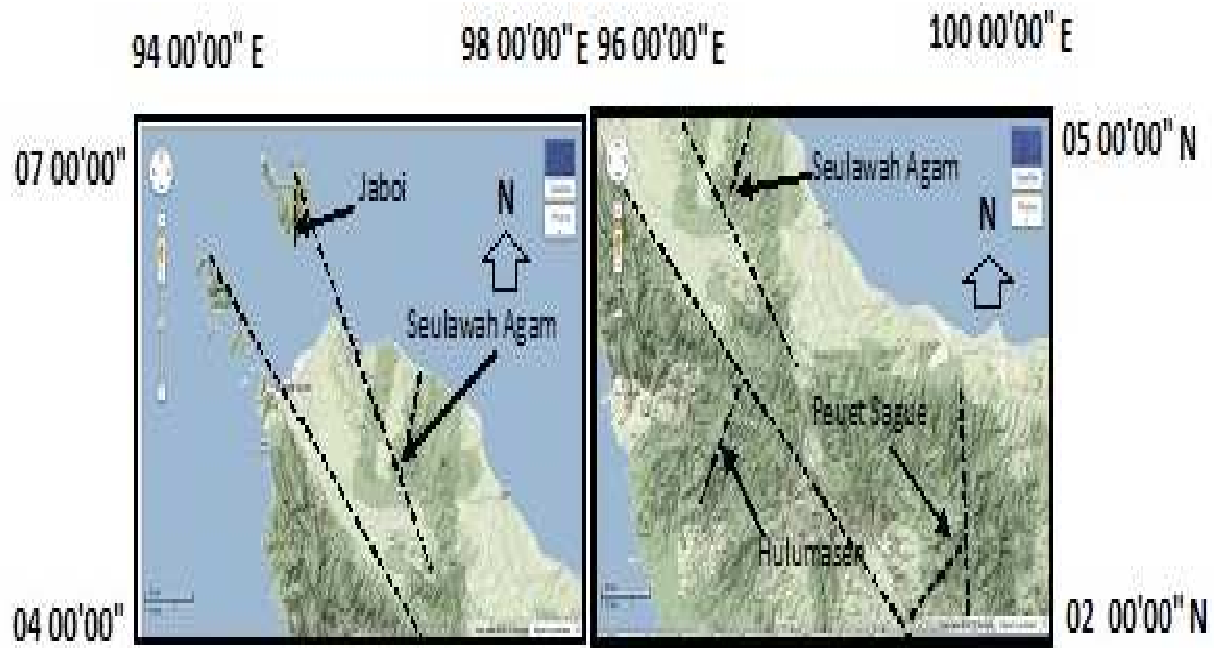 94 00'00" E
98 00'00" E
96 00'00" E
100 00'00" E
07 00'00"
05 00'00" N
Jaboi
Seulawah Agam
N
N
Seulawah Agam
Peuet Sague
Hulumasen
04 00'00"
02 00'00" N